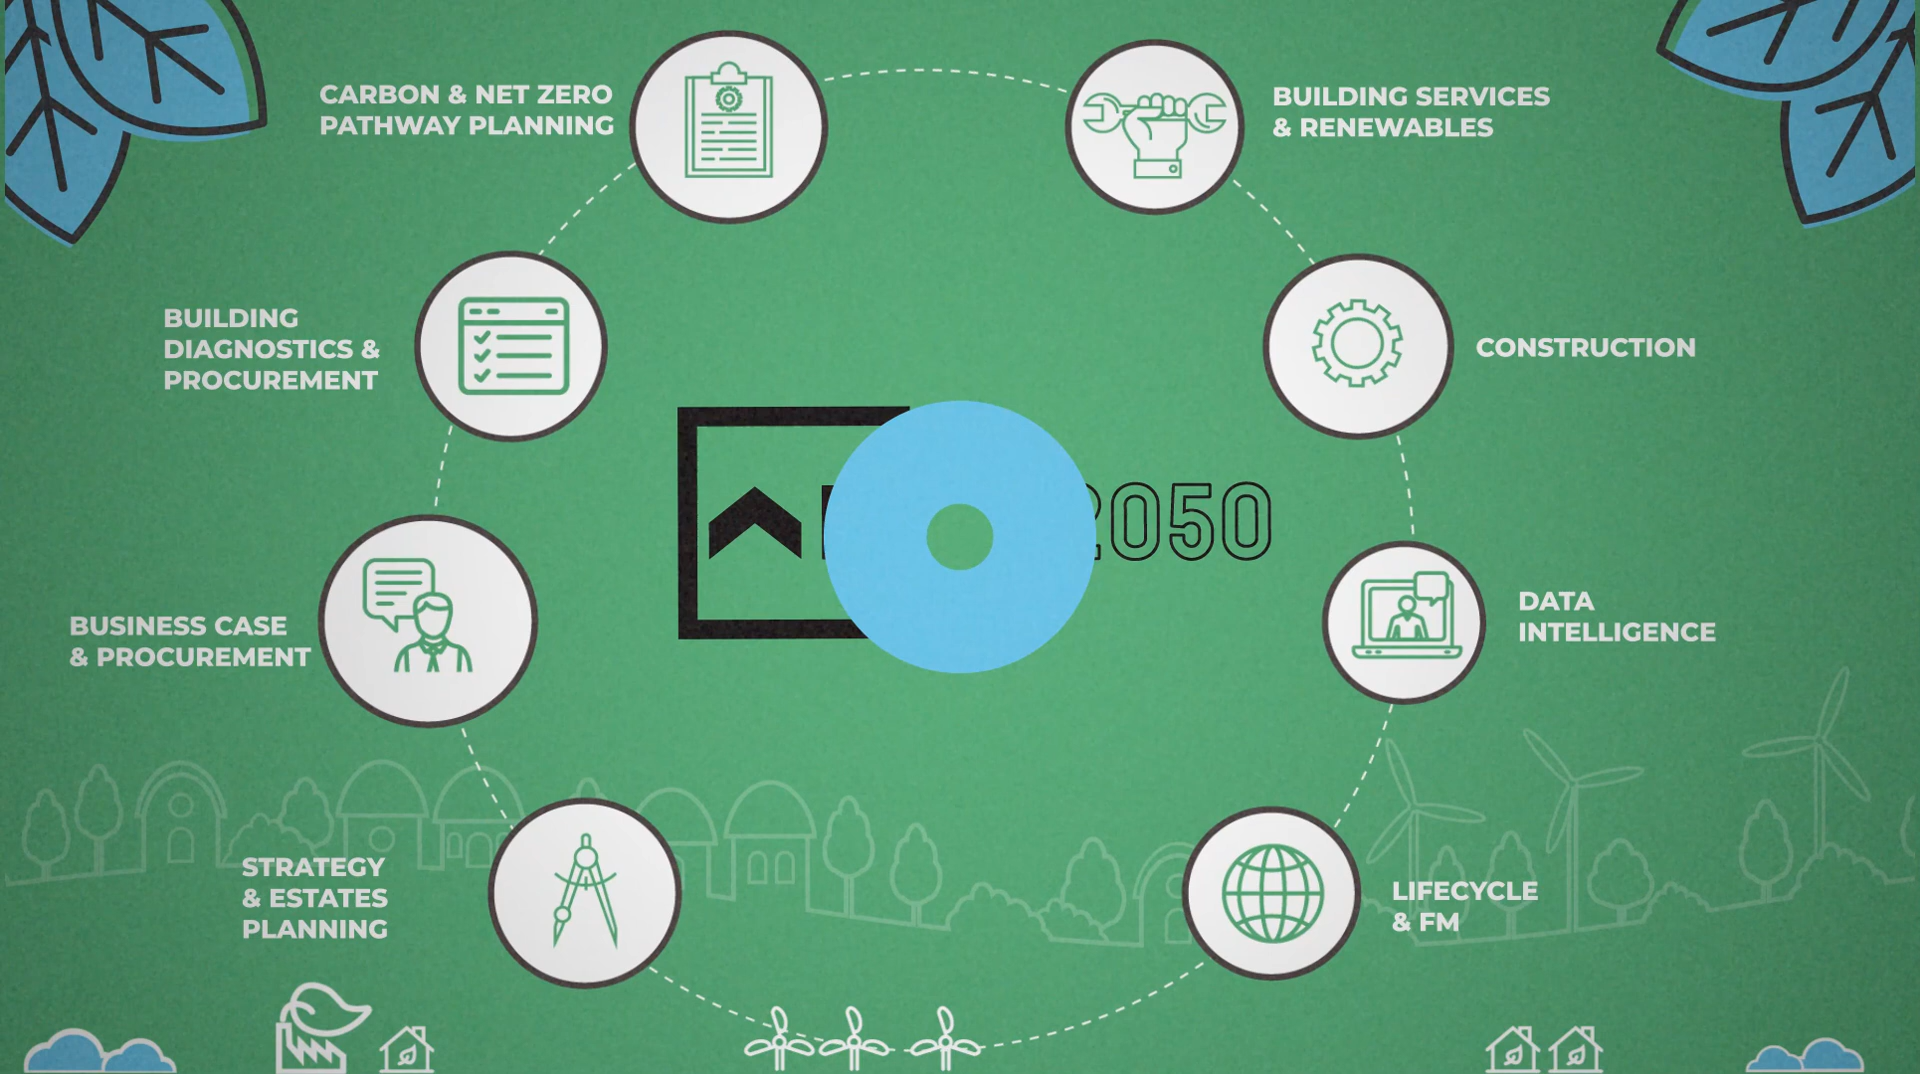 CARBON & NET ZERO
PATHWAY PLANNING
BUILDING SERVICES
& RENEWABLES
BUILDING
DIAGNOSTICS &
PROCUREMENT
CONSTRUCTION
2050
BUSINESS CASE
& PROCUREMENT
DATA
INTELLIGENCE
STRATEGY
& ESTATES
PLANNING
LIFECYCLE
& FM